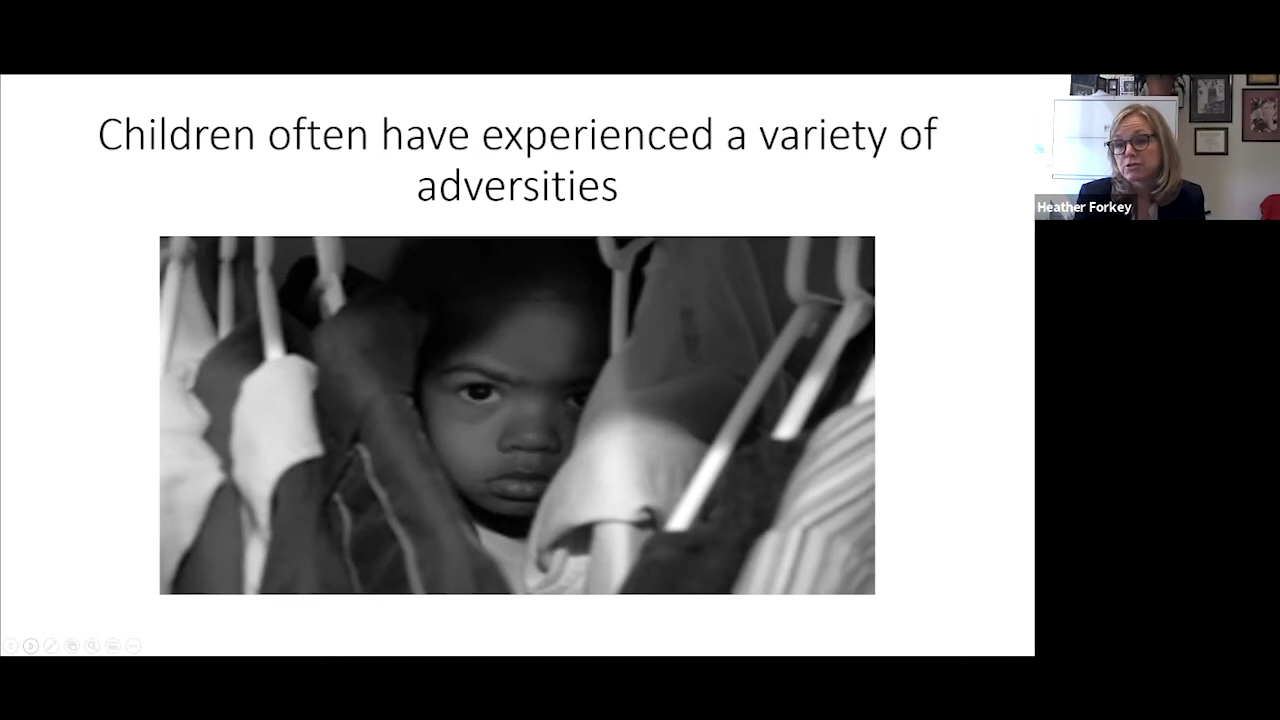 Children often have experienced a variety of
adversities
Heather Forkey